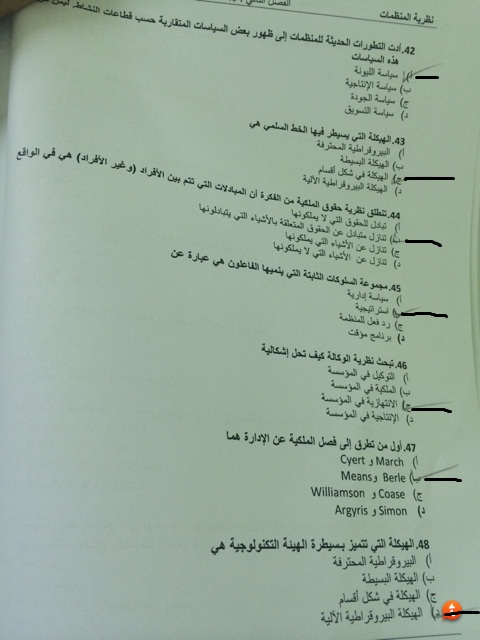 نظرية المنظمات
الفصل الثاني
42.أدت التطورات الحديثة للمنظمات إلى ظهور بعض السياسات المتقاربة حسب قطاعات النشاط. ليس من
هذه السياسات
أ) سياسة الليونة
ب) سياسة الإنتاجية
ج) سياسة الجودة
د) سياسة التسويق
43.الهيكلة التي يسيطر فيها الخط السلمي هي
أ) البيروقراطية المحترفة
ب) الهيكلة البسيطة
ج) الهيكلة في شكل أقسام
د) الهيكلة البيروقراطية الآلية
44.تنطلق نظرية حقوق الملكية من الفكرة أن المبادلات التي تتم بين الأفراد (وغير الأفراد) هي في الواقع
أ) تبادل للحقوق التي لا يملكونها
ب) تنازل متبادل عن الحقوق المتعلقة بالأشياء التي يتبادلونها
ج) تنازل عن الأشياء التي يملكونها
د) تنازل عن الأشياء التي لا يملكونها
45.مجموعة السلوكات الثابتة التي ينميها الفاعلون هي عبارة عن
أ) سياسة إدارية
ب) استراتيجية
ج) رد فعل للمنظمة
د) برنامج مؤقت
46.تبحث نظرية الوكالة كيف تحل إشكالية
أ) التوكيل في المؤسسة
ب) الملكية في المؤسسة
ج) الانتهازية في المؤسسة
د) الإنتاجية في المؤسسة
47.أول من تطرق إلى فصل الملكية عن الإدارة هما
أ) March و Cyert
ب) Berle و Means
ج) Coase و Williamson
د) Simon و Argyris
48.الهيكلة التي تتميز بسيطرة الهيئة التكنولوجية هي
أ) البيروقراطية المحترفة
ب) الهيكلة البسيطة
ج) الهيكلة في شكل أقسام
د) الهيكلة البيروقراطية الآلية